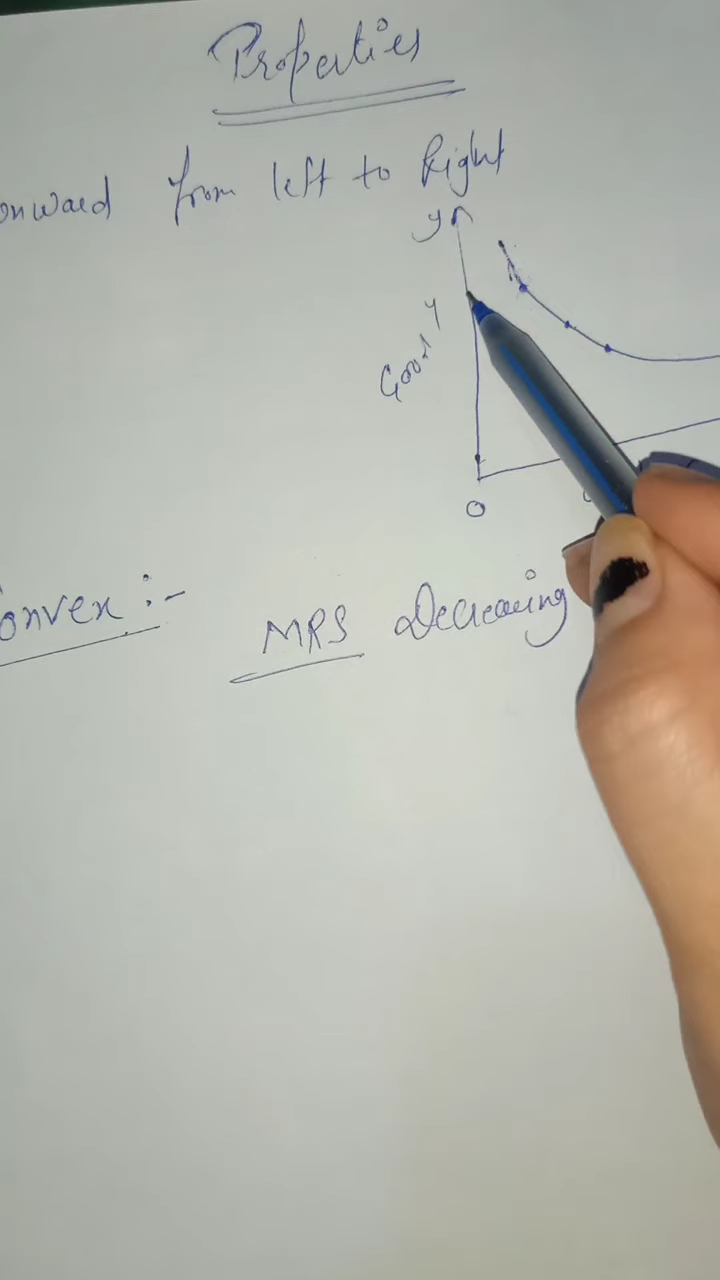 Properties
onward from left to Right
y
Good Y
O
onvex :-
MRS Decreasing